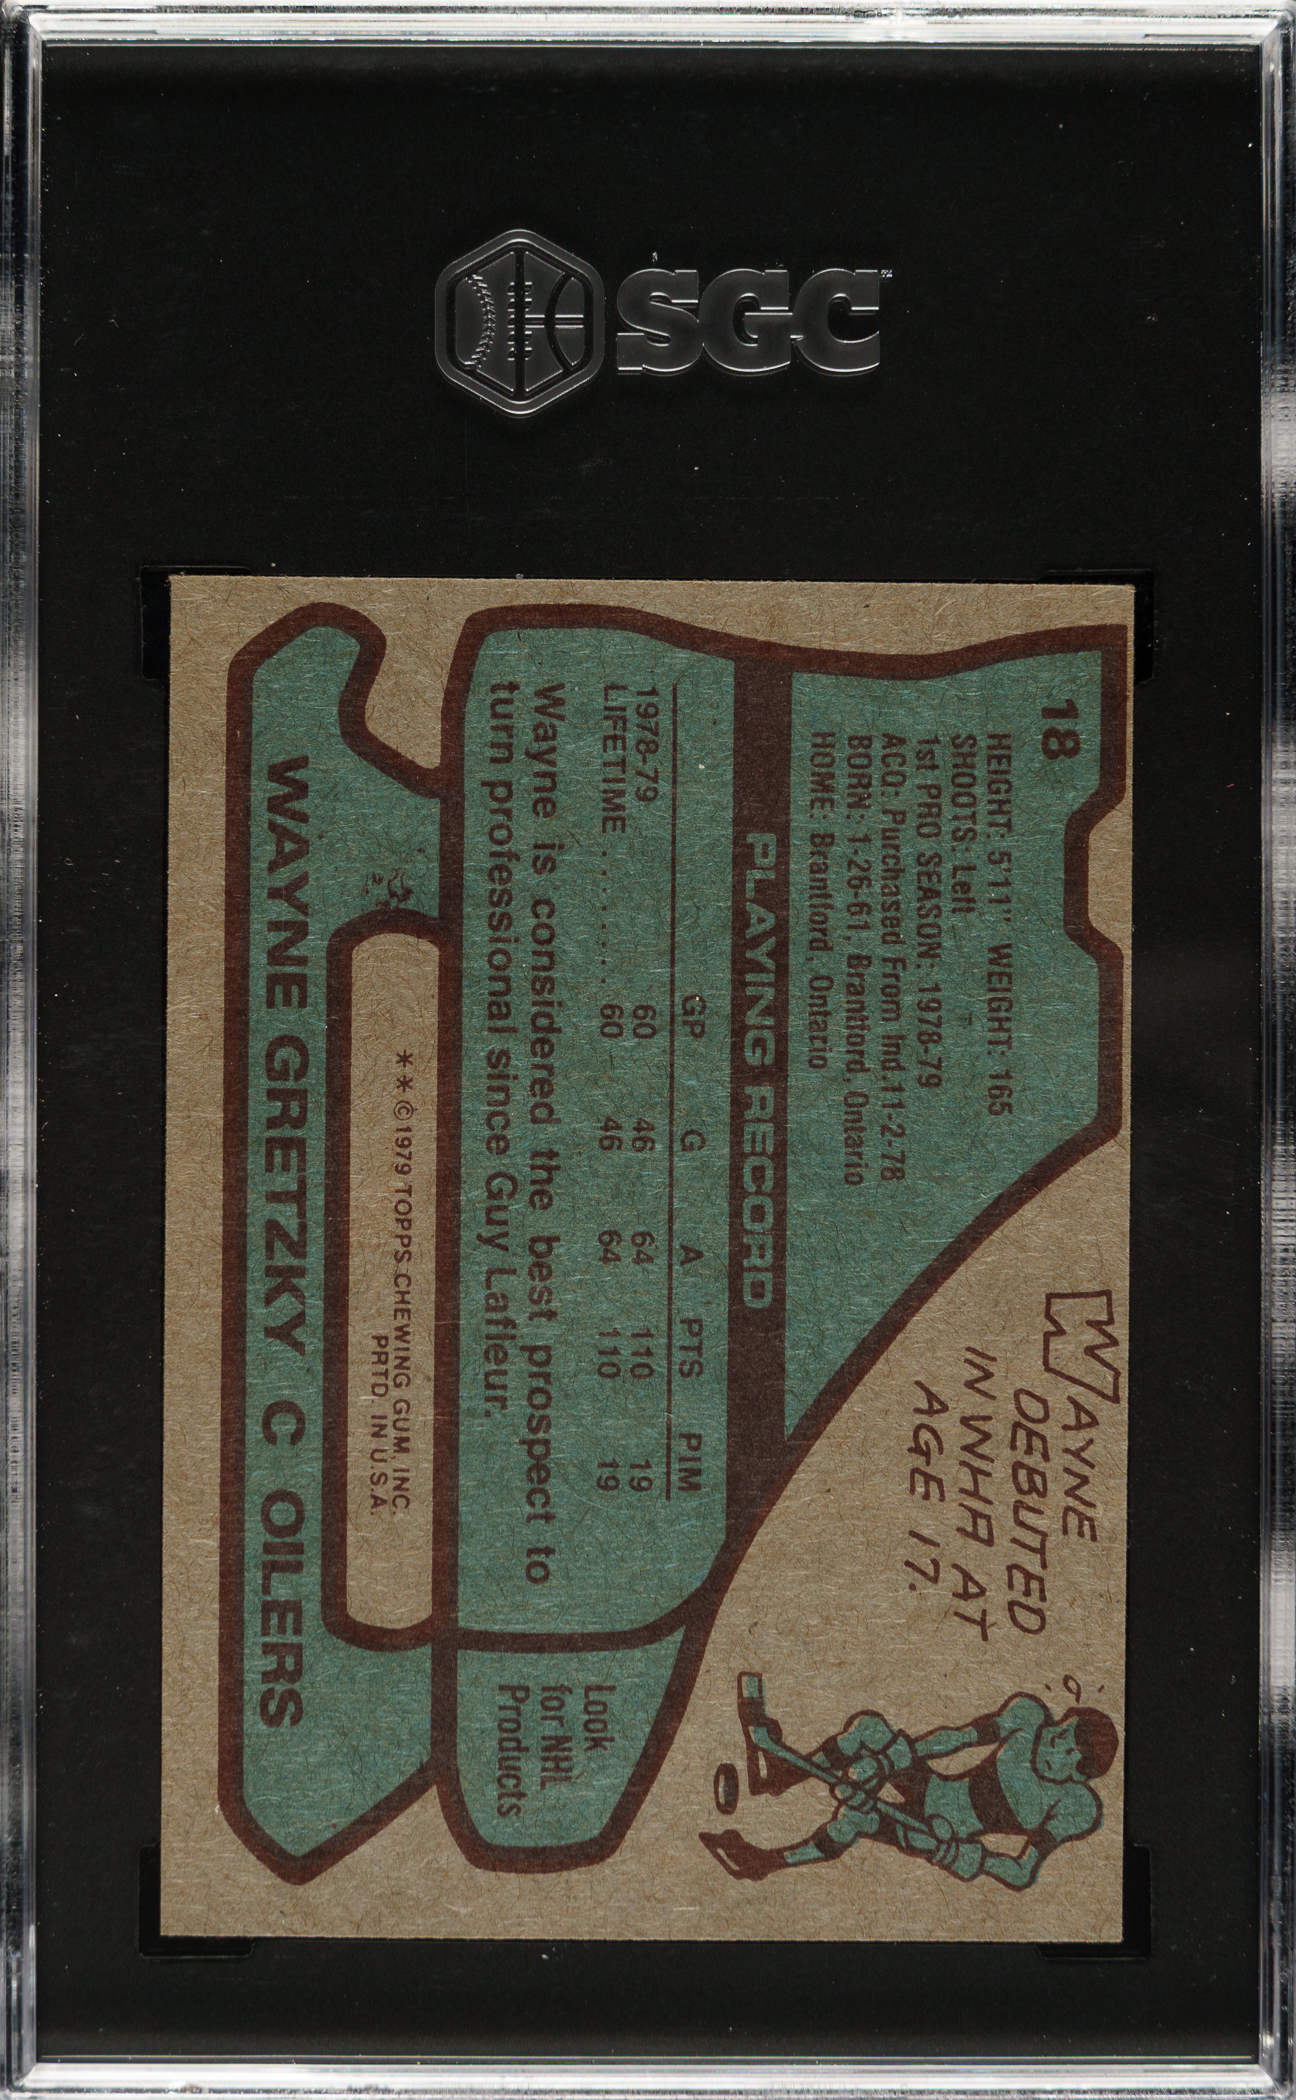 SGC
18
HEIGHT: 5'11" WEIGHT: 165
SHOOTS: Left
1st PRO SEASON: 1978-79
ACQ: Purchased From Ind. 11-2-78
BORN: 1-26-61, Brantford, Ontario
HOME: Brantford, Ontario
WAYNE
DEBUTED
IN WHA AT
AGE 17.
PLAYING RECORD
GP G A PTS PIM
1978-79 60 46 64 110 19
LIFETIME ........ 60 46 64 110 19
Wayne is considered the best prospect to
turn professional since Guy Lafleur.
Look
for NHL
Products
**©1979 TOPPS CHEWING GUM, INC.
PRTD. IN U.S.A.
WAYNE GRETZKY C OILERS